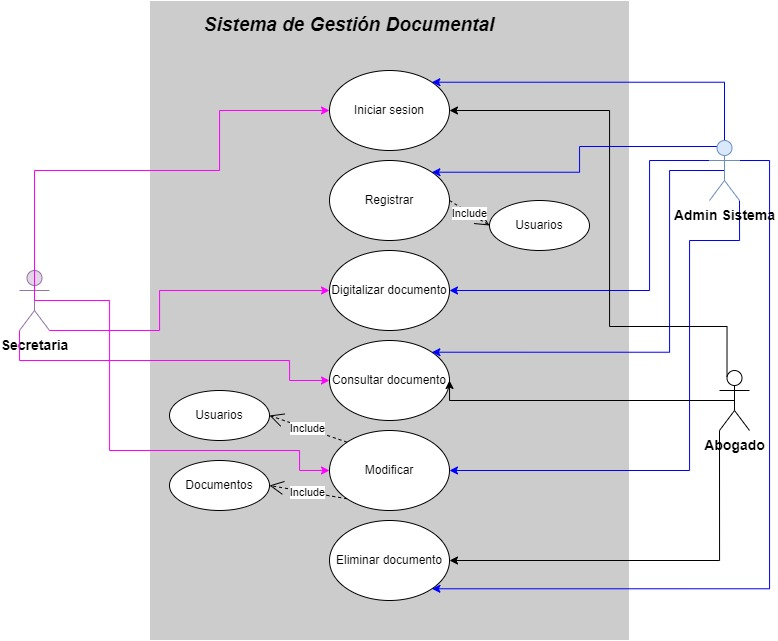 Sistema de Gestión Documental
Iniciar sesion
Registrar
Include
Usuarios
Admin Sistema
Digitalizar documento
Secretaria
Consultar documento
Usuarios
Include
Abogado
Modificar
Documentos
Include
Eliminar documento